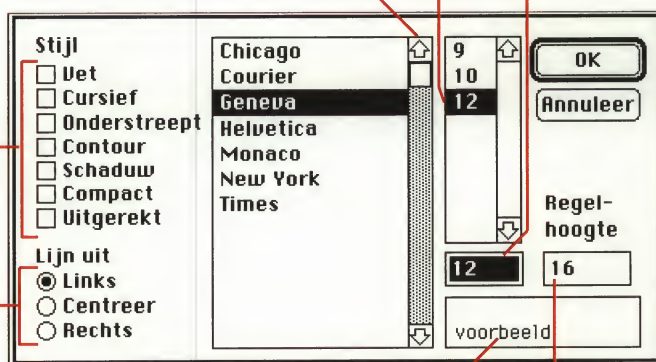 Stijl
Vet
Cursief
Onderstreept
Contour
Schaduw
Compact
Uitgerekt
Lijn uit
Links
Centreer
Rechts
Chicago
Courier
Geneva
Helvetica
Monaco
New York
Times
9
10
12
12
OK
Annuleer
Regel-
hoogte
16
voorbeeld